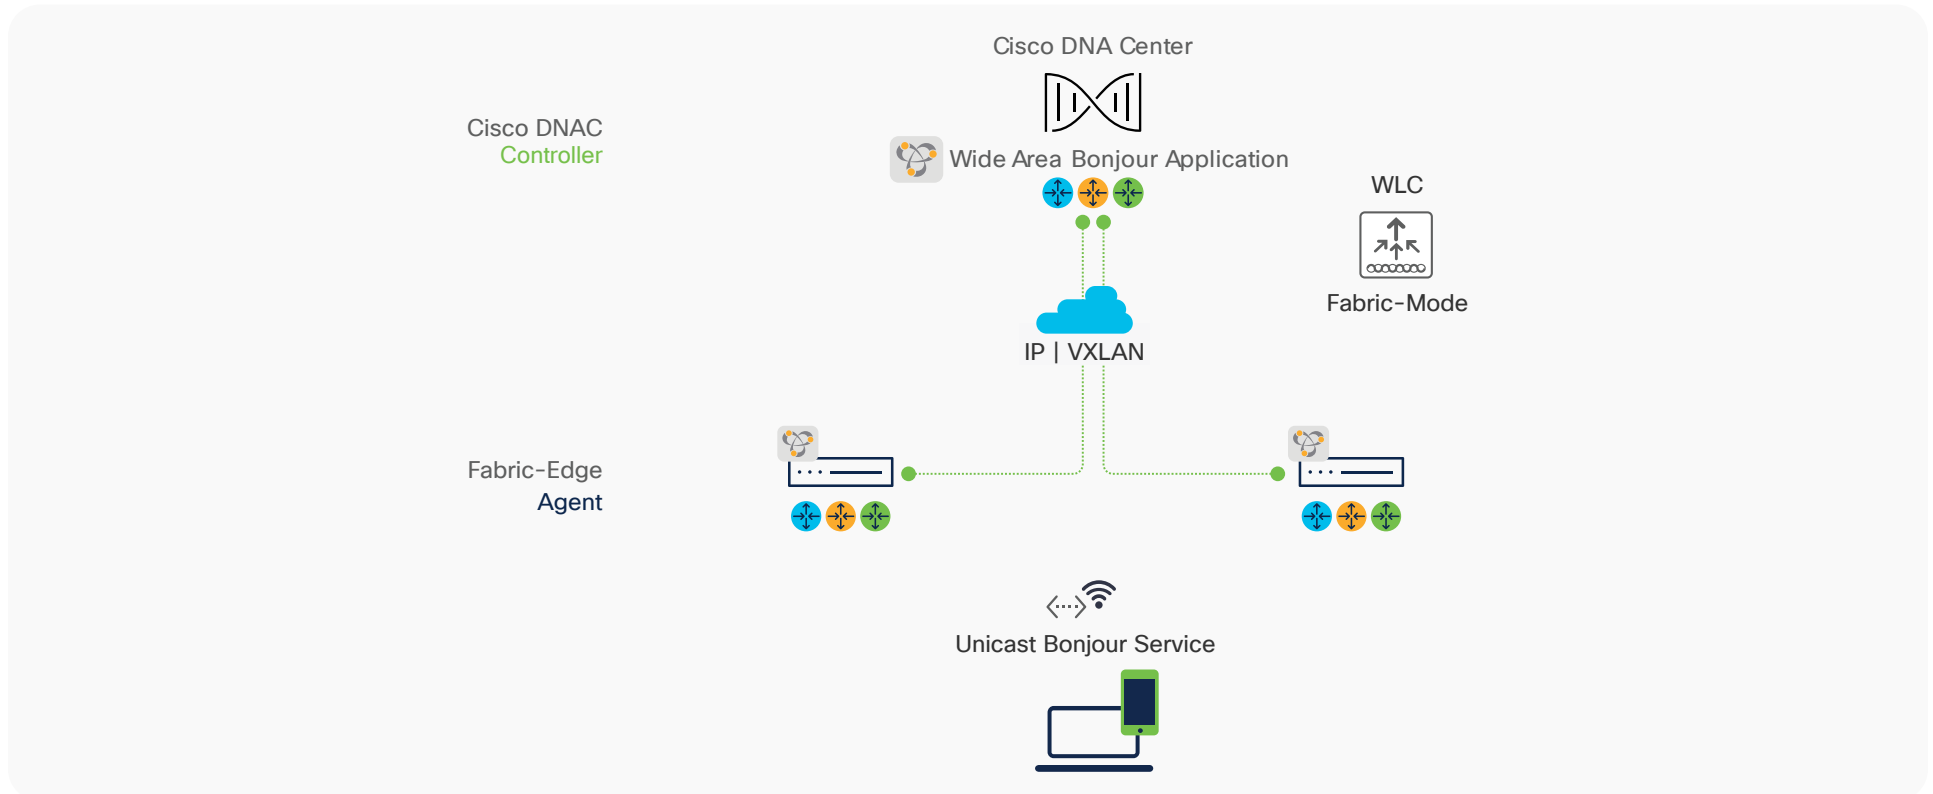 Cisco DNA Center
Cisco DNAC
Controller
Wide Area Bonjour Application
WLC
Fabric-Mode
IP | VXLAN
Fabric-Edge
Agent
Unicast Bonjour Service